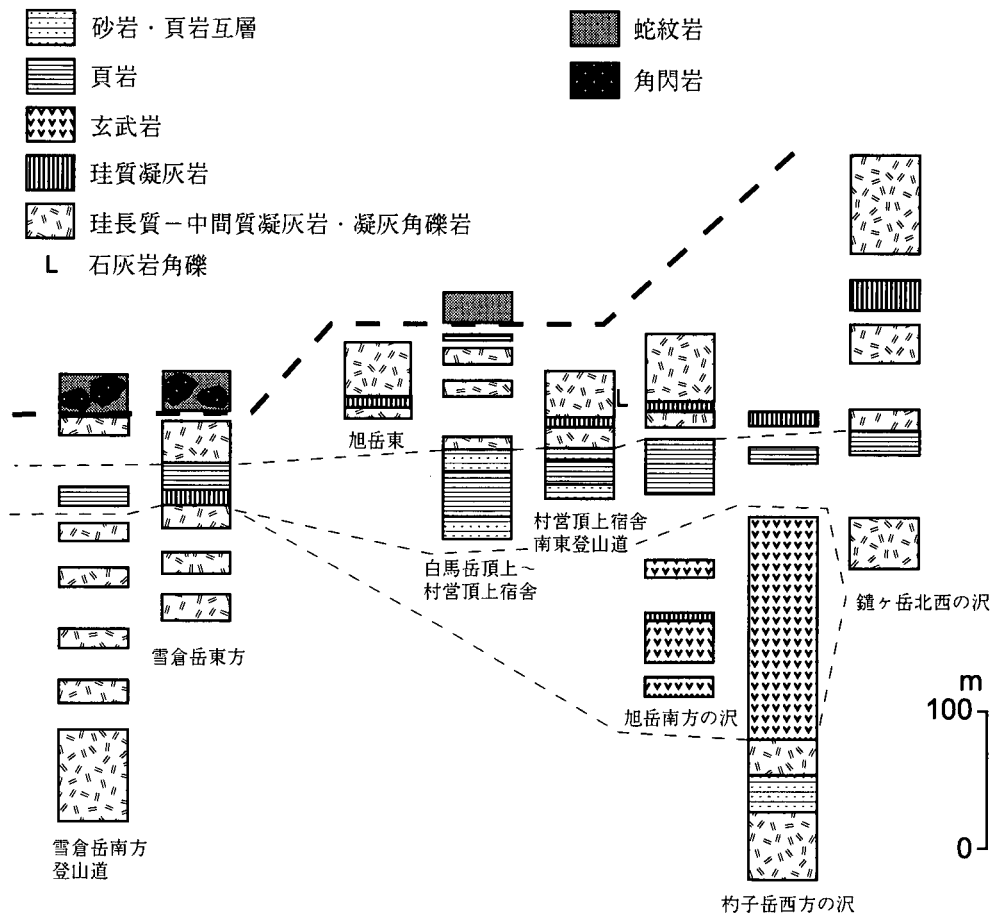 砂岩・頁岩互層
頁岩
玄武岩
珪質凝灰岩
珪長質－中間質凝灰岩・凝灰角礫岩
L 石灰岩角礫
蛇紋岩
角閃岩
L
旭岳東
村営頂上宿舎
南東登山道
白馬岳頂上～
村営頂上宿舎
鑓ヶ岳北西の沢
雪倉岳東方
旭岳南方の沢
m
100
0
雪倉岳南方
登山道
杓子岳西方の沢